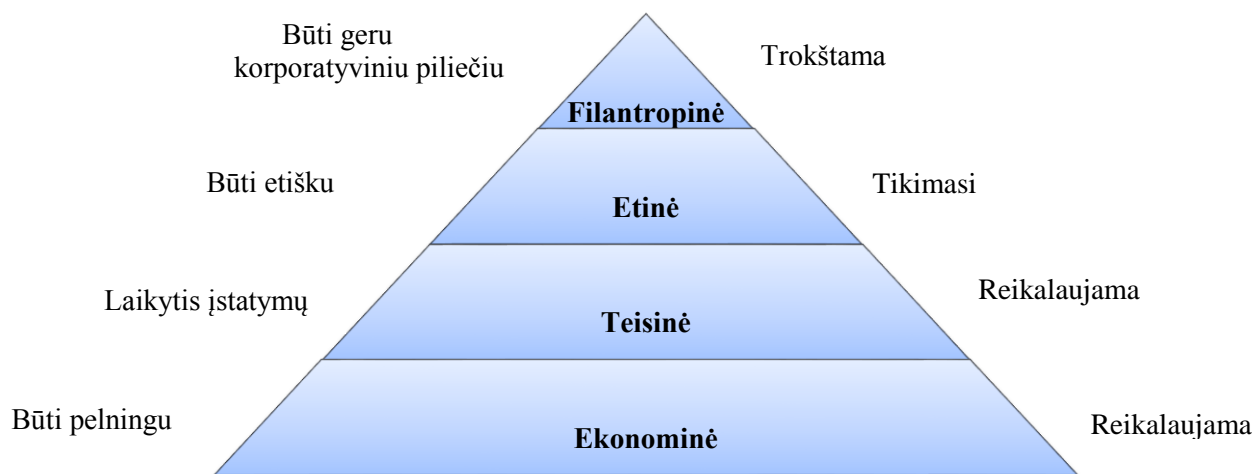 Būti geru
korporatyviniu piliečiu
Trokštama
Filantropinė
Būti etišku
Tikimasi
Etinė
Laikytis įstatymų
Reikalaujama
Teisinė
Būti pelningu
Reikalaujama
Ekonominė